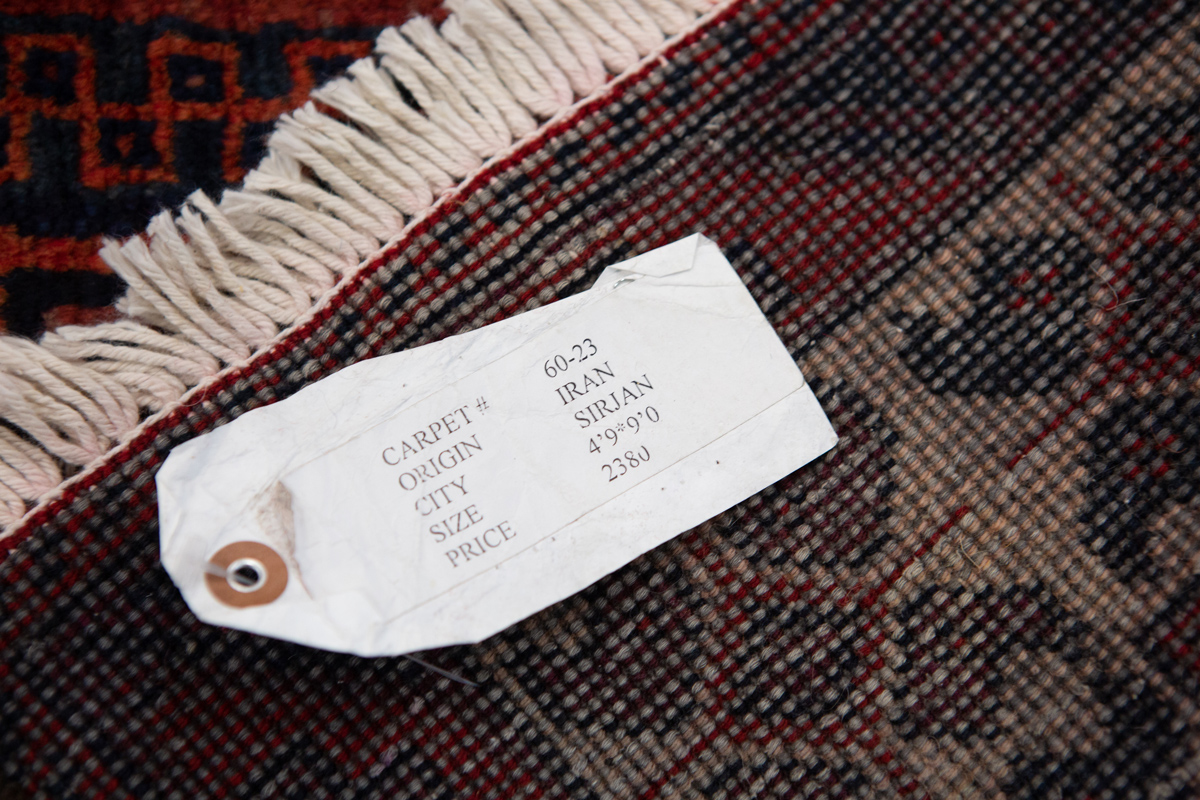 CARPET # 60-23
ORIGIN IRAN
CITY SIRJAN
SIZE 4'9*9'0
PRICE 2380